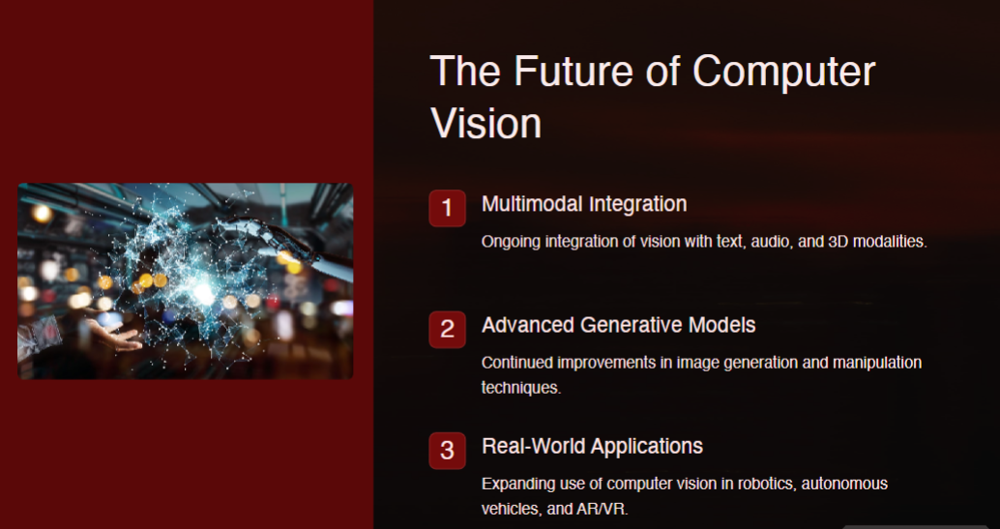 The Future of Computer
Vision
1
Multimodal Integration
Ongoing integration of vision with text, audio, and 3D modalities.
2
Advanced Generative Models
Continued improvements in image generation and manipulation
techniques.
3
Real-World Applications
Expanding use of computer vision in robotics, autonomous
vehicles, and AR/VR.